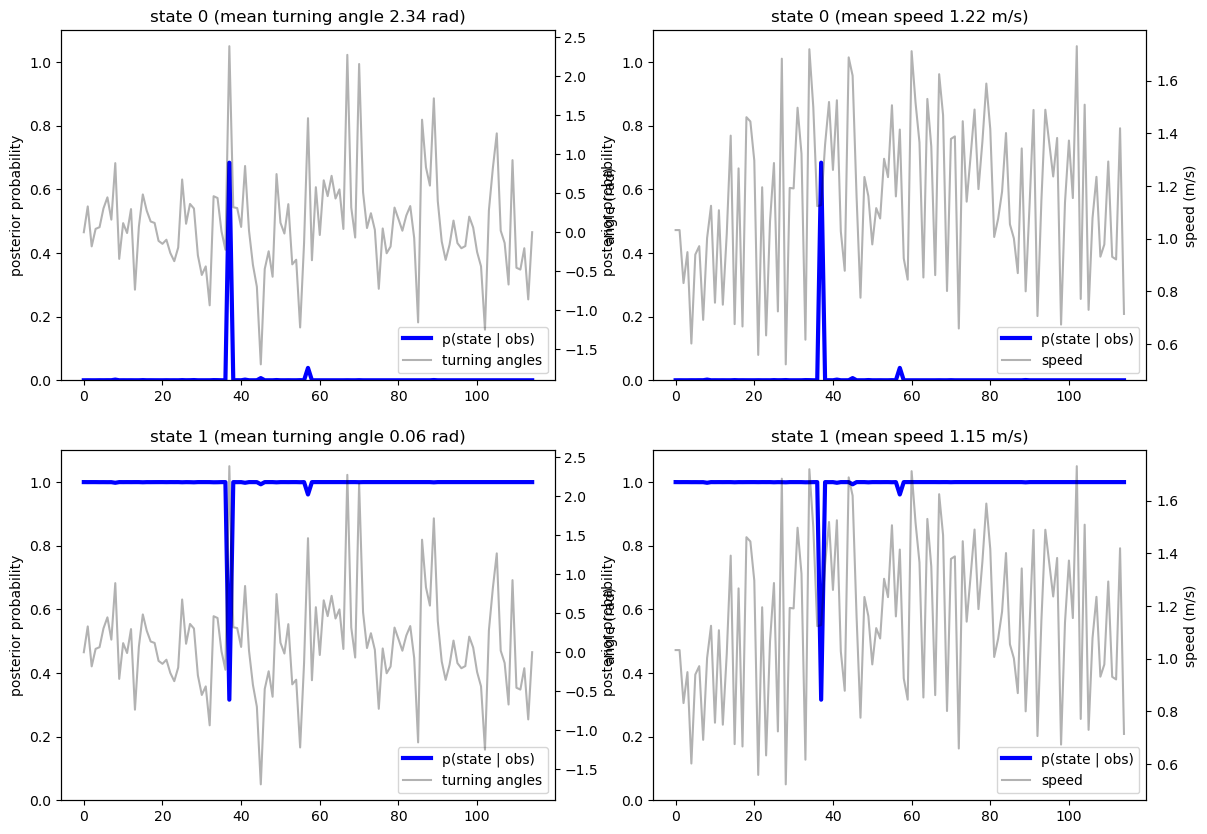 state 0 (mean turning angle 2.34 rad)
posterior probability
1.0
0.8
0.6
0.4
0.2
0.0
0 20 40 60 80 100
2.5
2.0
1.5
1.0
0.5
0.0
−0.5
−1.0
−1.5
angle (rad)
p(state | obs)
turning angles
state 0 (mean speed 1.22 m/s)
posterior probability
1.0
0.8
0.6
0.4
0.2
0.0
0 20 40 60 80 100
1.6
1.4
1.2
1.0
0.8
0.6
speed (m/s)
p(state | obs)
speed
state 1 (mean turning angle 0.06 rad)
posterior probability
1.0
0.8
0.6
0.4
0.2
0.0
0 20 40 60 80 100
2.5
2.0
1.5
1.0
0.5
0.0
−0.5
−1.0
−1.5
angle (rad)
p(state | obs)
turning angles
state 1 (mean speed 1.15 m/s)
posterior probability
1.0
0.8
0.6
0.4
0.2
0.0
0 20 40 60 80 100
1.6
1.4
1.2
1.0
0.8
0.6
speed (m/s)
p(state | obs)
speed